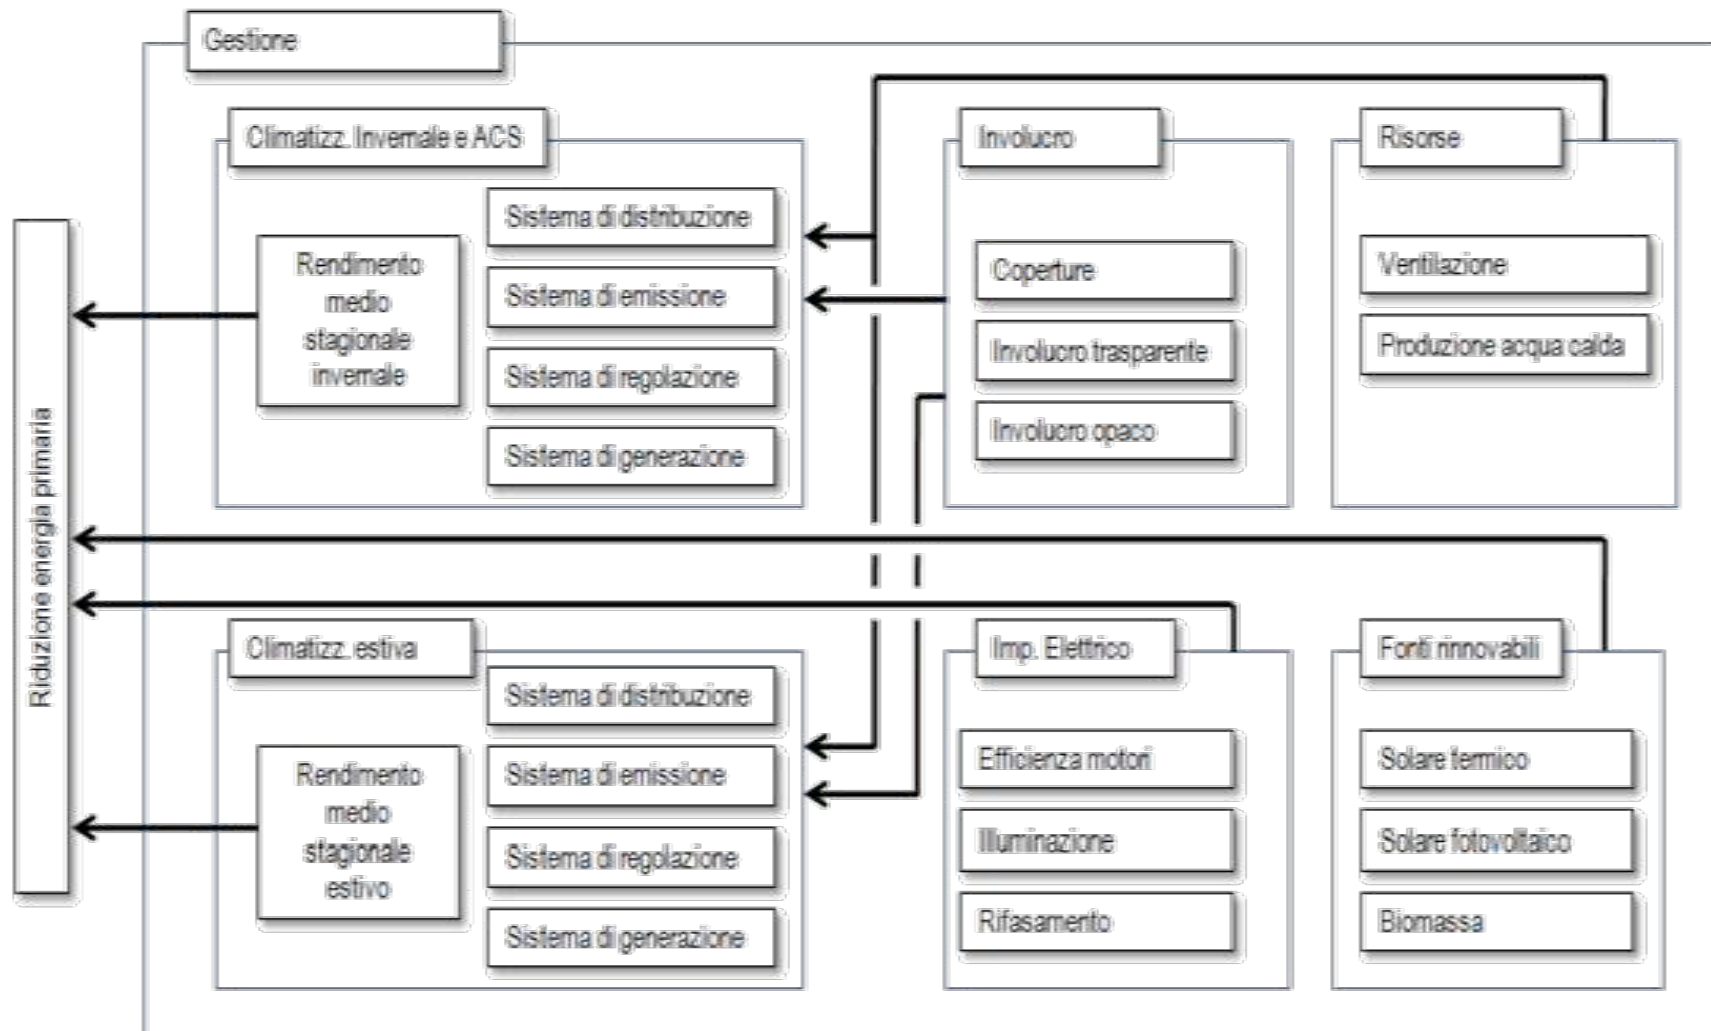 Gestione
Climatizz. Invernale e ACS
Involucro
Risorse
Sistema di distribuzione
Rendimento
medio
stagionale
invernale
Sistema di emissione
Sistema di regolazione
Sistema di generazione
Coperture
Involucro trasparente
Involucro opaco
Ventilazione
Produzione acqua calda
Riduzione energia primaria
Climatizz. estiva
Imp. Elettrico
Fonti rinnovabili
Sistema di distribuzione
Rendimento
medio
stagionale
estivo
Sistema di emissione
Sistema di regolazione
Sistema di generazione
Efficienza motori
Illuminazione
Rifasamento
Solare termico
Solare fotovoltaico
Biomassa